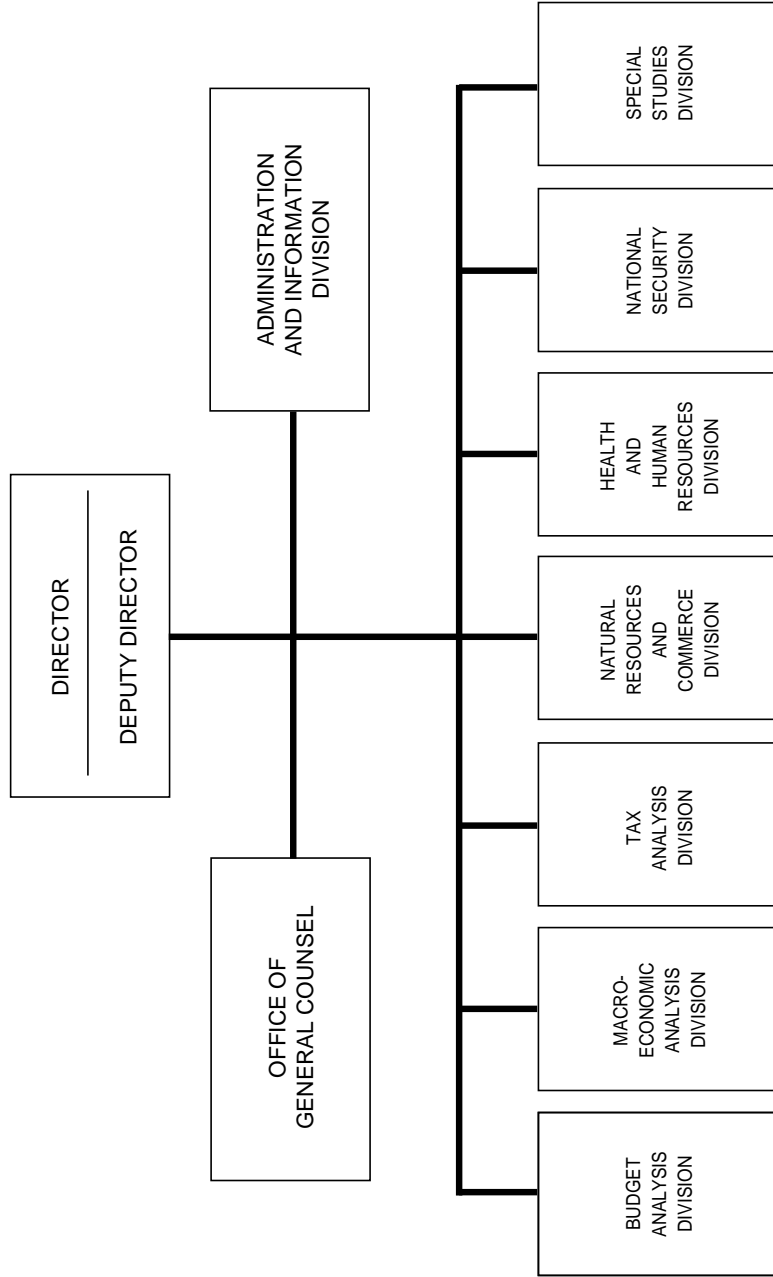 DIRECTOR
DEPUTY DIRECTOR
OFFICE OF
GENERAL COUNSEL
ADMINISTRATION
AND INFORMATION
DIVISION
BUDGET
ANALYSIS
DIVISION
MACRO-
ECONOMIC
ANALYSIS
DIVISION
TAX
ANALYSIS
DIVISION
NATURAL
RESOURCES
AND
COMMERCE
DIVISION
HEALTH
AND
HUMAN
RESOURCES
DIVISION
NATIONAL
SECURITY
DIVISION
SPECIAL
STUDIES
DIVISION